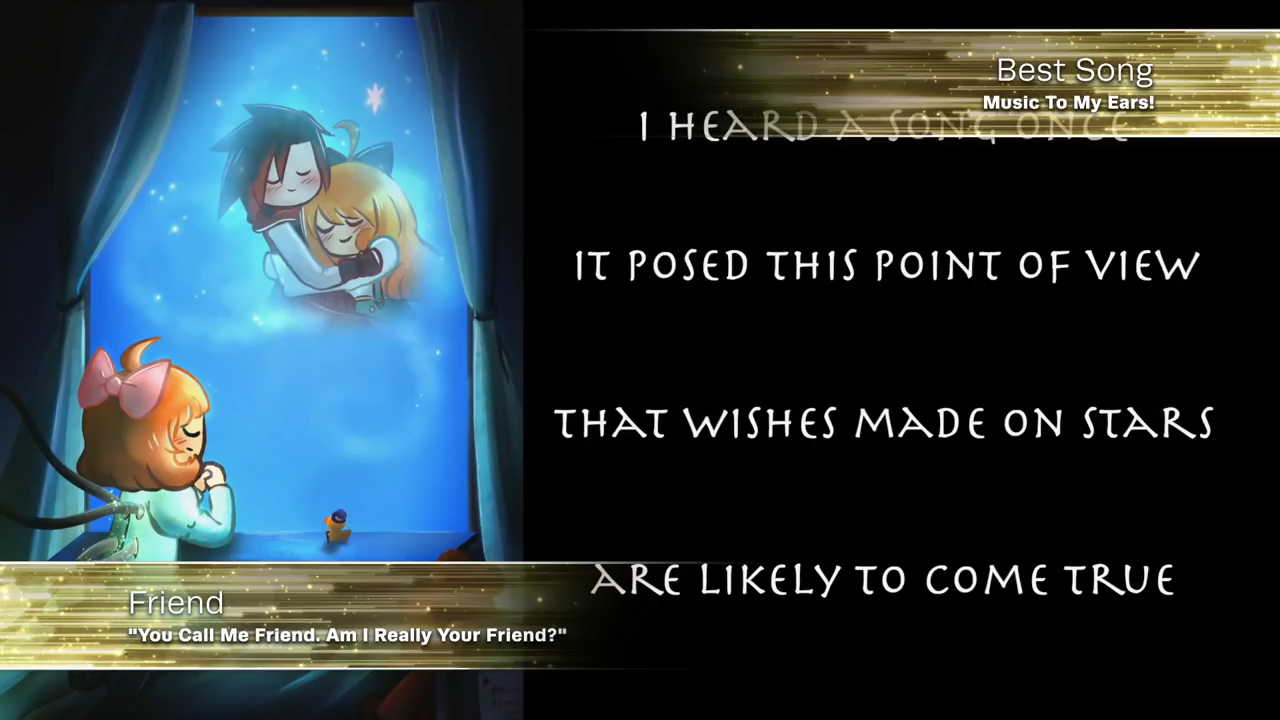 Best Song
Music To My Ears!
I HEARD A SONG ONCE
IT POSED THIS POINT OF VIEW
THAT WISHES MADE ON STARS
ARE LIKELY TO COME TRUE
Friend
"You Call Me Friend. Am I Really Your Friend?"